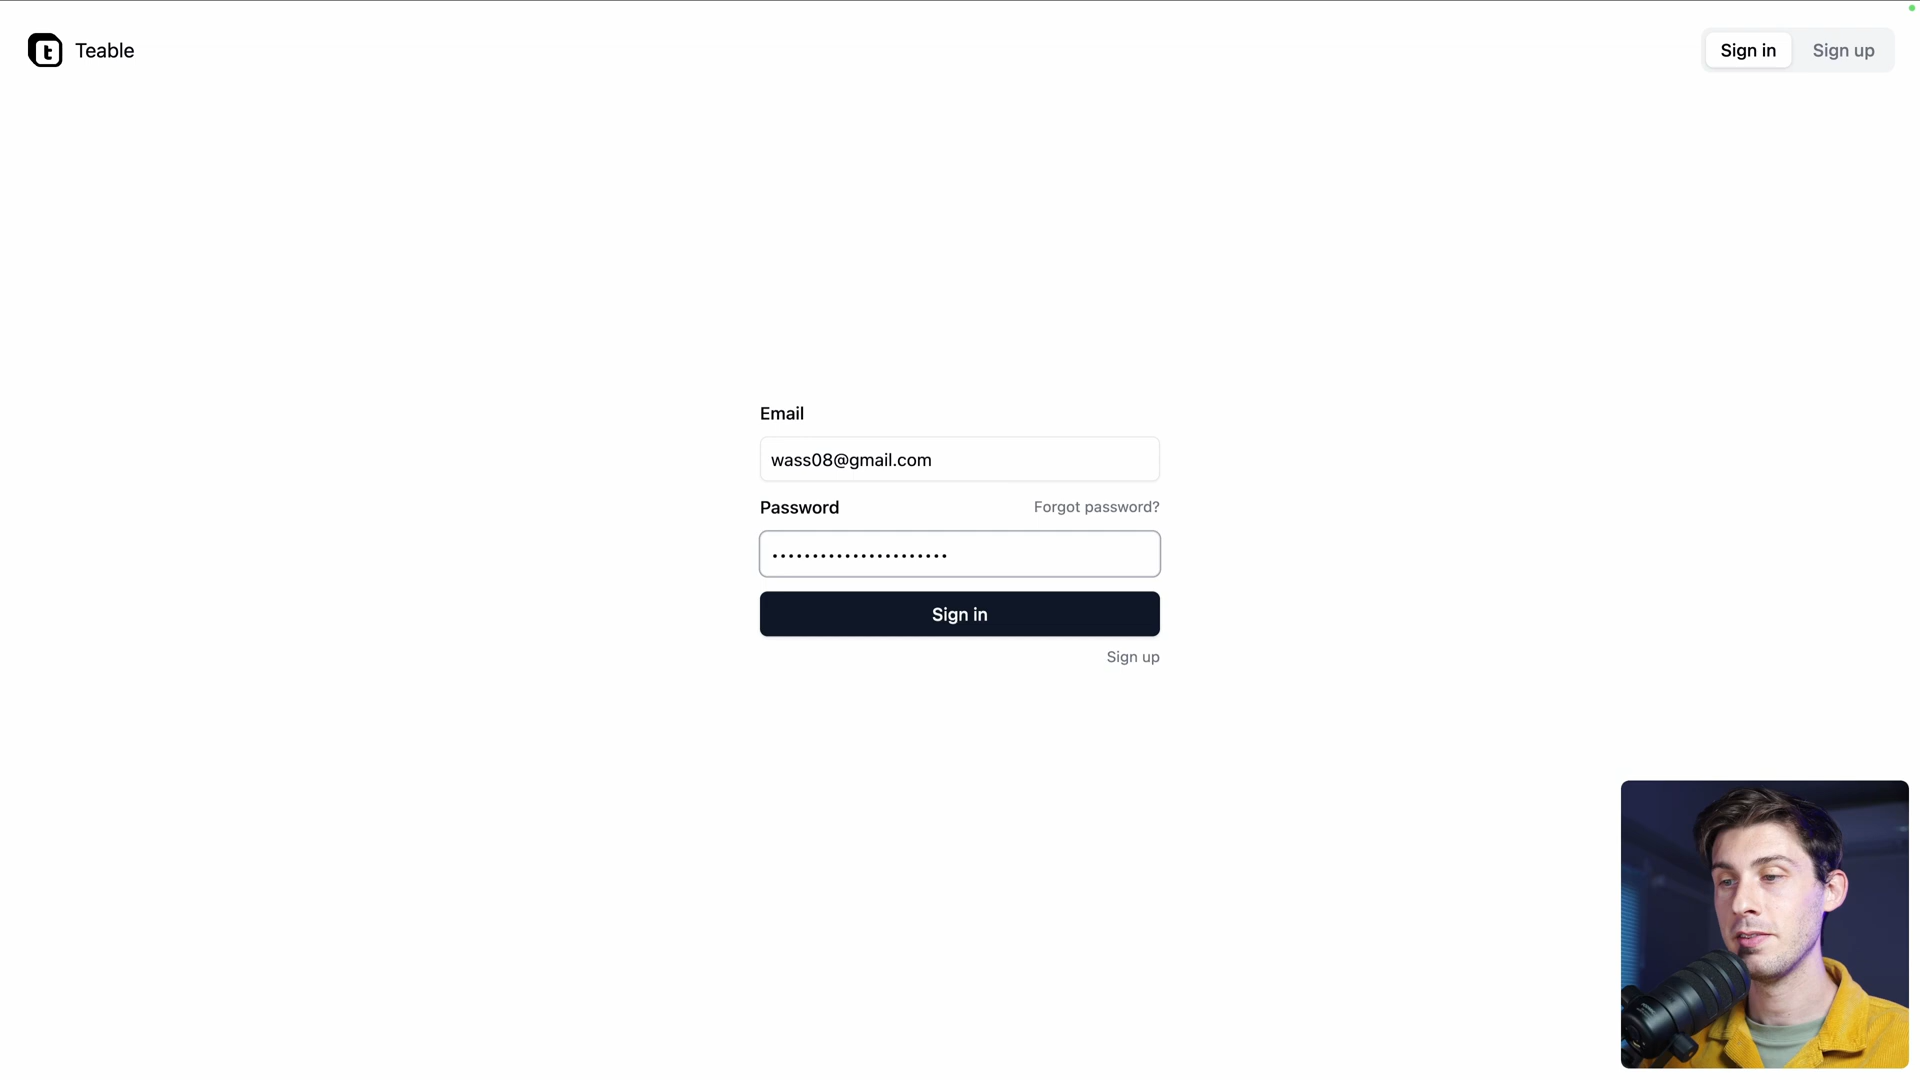 Teable
Sign in
Sign up
Email
wass08@gmail.com
Password
Forgot password?
••••••••••••••••••••••
Sign in
Sign up